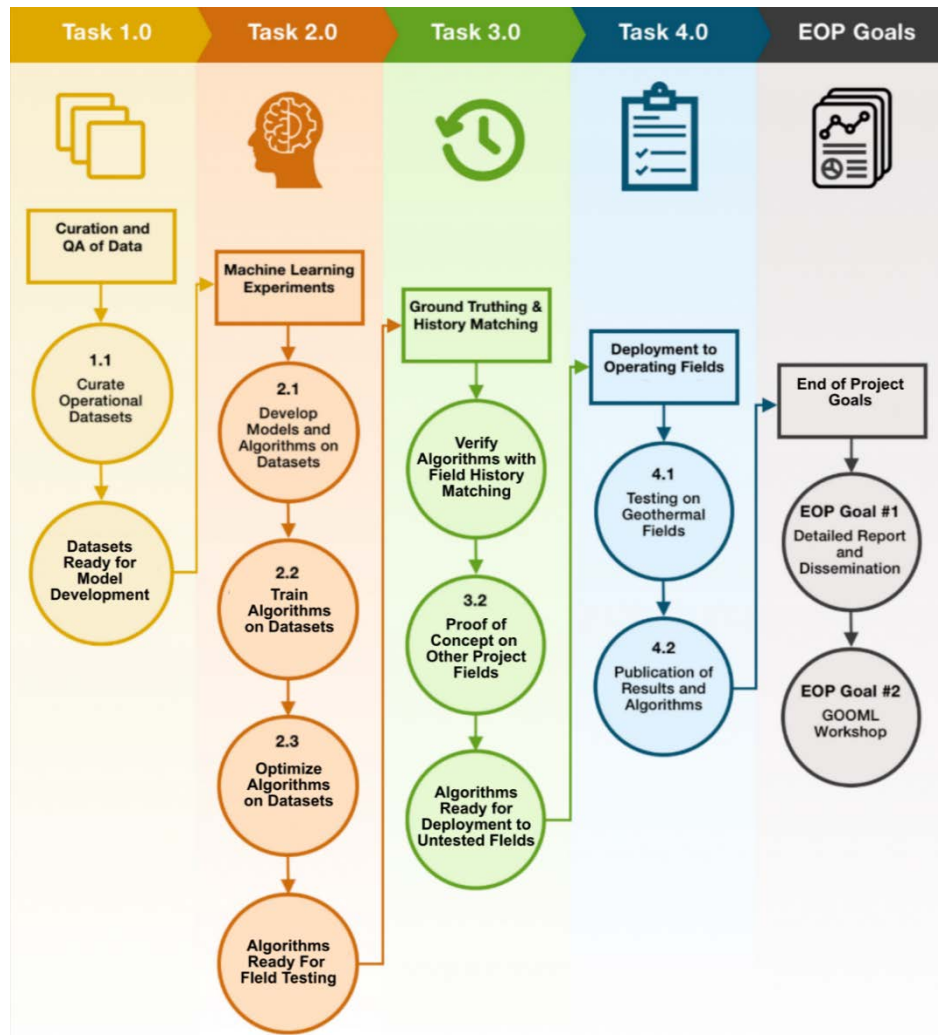 Task 1.0
Task 2.0
Task 3.0
Task 4.0
EOP Goals
Curation and
QA of Data
1.1
Curate
Operational
Datasets
Datasets
Ready for
Model
Development
Machine Learning
Experiments
2.1
Develop
Models and
Algorithms on
Datasets
2.2
Train
Algorithms
on Datasets
2.3
Optimize
Algorithms
on Datasets
Algorithms
Ready For
FIeld Testing
Ground Truthing &
History Matching
Verify
Algorithms with
Field History
Matching
3.2
Proof of
Concept on
Other Project
Fields
Algorithms
Ready for
Deployment to
Untested FIelds
Deployment to
Operating Fields
4.1
Testing on
Geothermal
Fields
4.2
Publication of
Results and
Algorithms
End of Project
Goals
EOP Goal #1
Detailed Report
and
Dissemination
EOP Goal #2
GOOML
Workshop